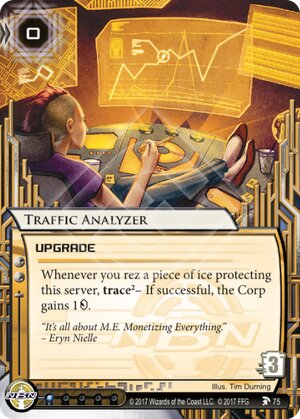 0
TRAFFIC ANALYZER
UPGRADE
Whenever you rez a piece of ice protecting
this server, trace²– If successful, the Corp
gains 1.
“It’s all about M.E. Monetizing Everything.”
– Eryn Nielle
3
NBN
Illus. Tim Durning
NBN
© 2017 Wizards of the Coast LLC. © 2017 FFG 75